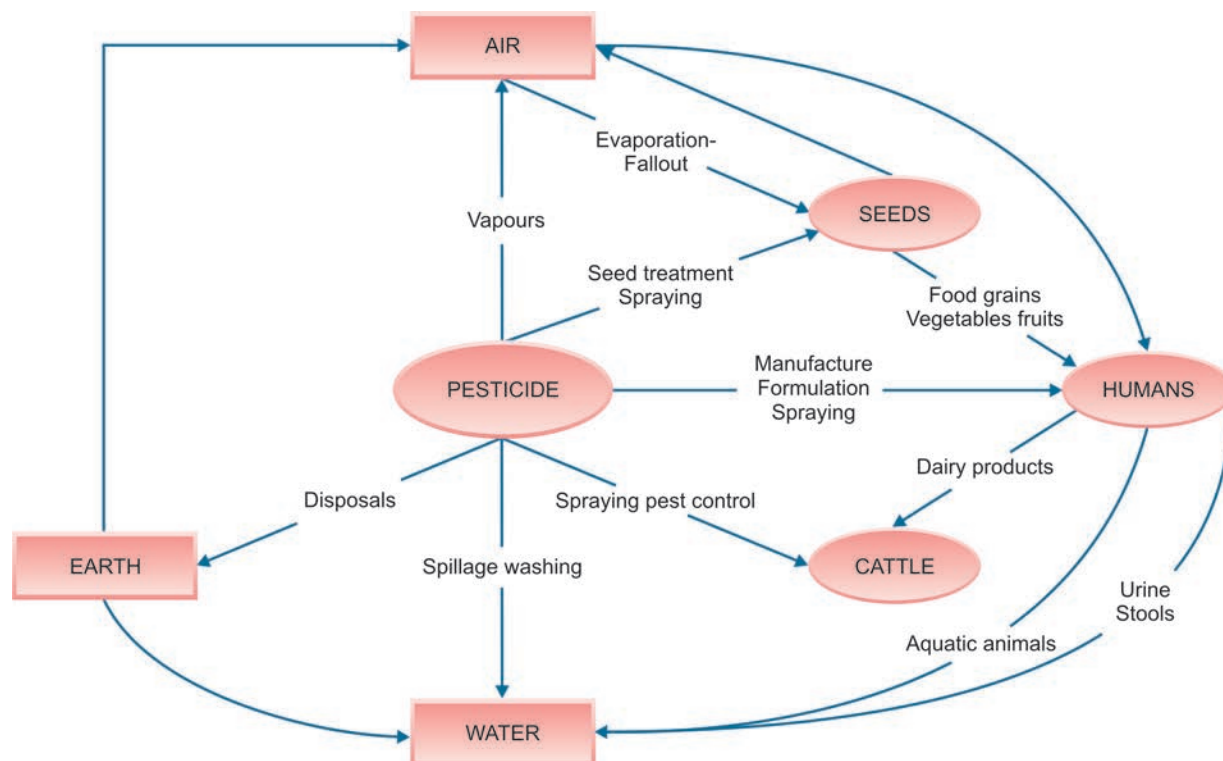 AIR
Evaporation-
Fallout
SEEDS
Vapours
Seed treatment
Spraying
Food grains
Vegetables fruits
Manufacture
Formulation
Spraying
PESTICIDE
HUMANS
Dairy products
Disposals
Spraying pest control
EARTH
Spillage washing
CATTLE
Urine
Stools
Aquatic animals
WATER